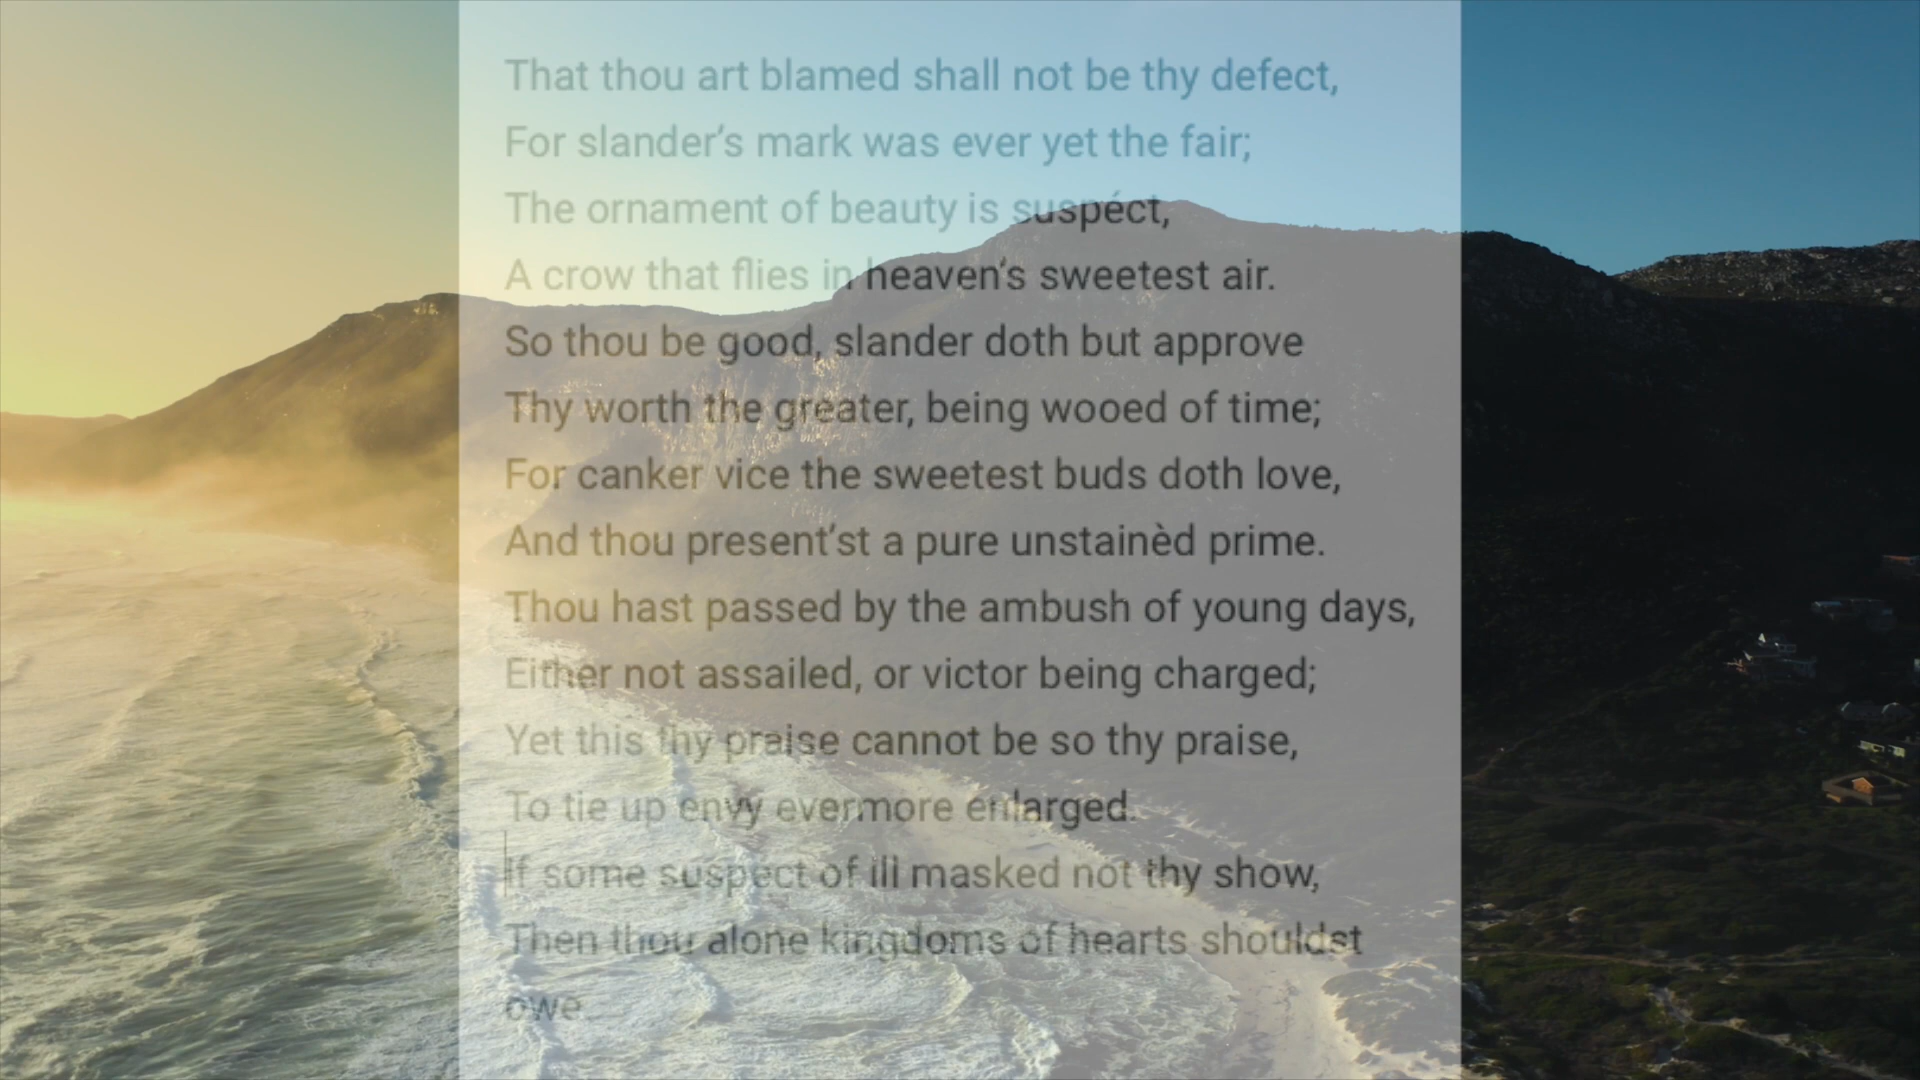 That thou art blamed shall not be thy defect,
For slander’s mark was ever yet the fair;
The ornament of beauty is suspéct,
A crow that flies in heaven’s sweetest air.
So thou be good, slander doth but approve
Thy worth the greater, being wooed of time;
For canker vice the sweetest buds doth love,
And thou present’st a pure unstainèd prime.
Thou hast passed by the ambush of young days,
Either not assailed, or victor being charged;
Yet this thy praise cannot be so thy praise,
To tie up envy evermore enlarged.
If some suspect of ill masked not thy show,
Then thou alone kingdoms of hearts shouldst
owe.